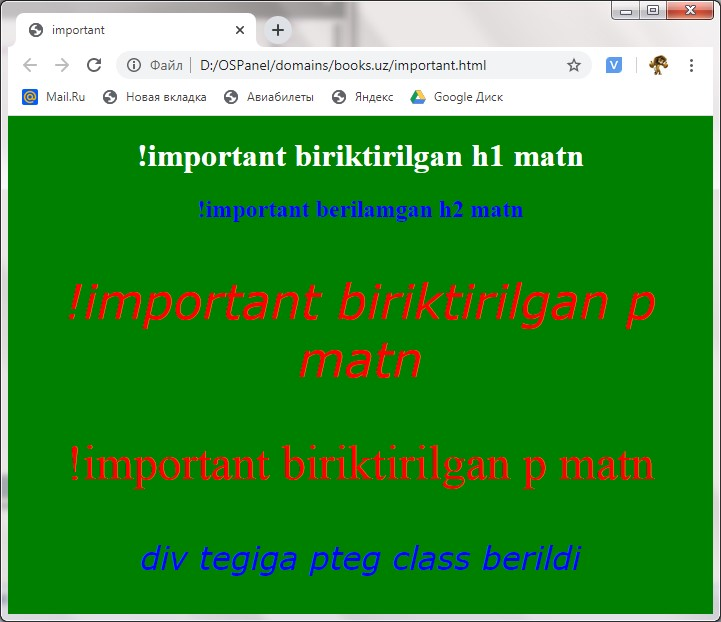 important
Файл
D:/OSPanel/domains/books.uz/important.html
V
Mail.Ru
Новая вкладка
Авиабилеты
Яндекс
Google Диск
!important biriktirilgan h1 matn
!important berilamgan h2 matn
!important biriktirilgan p
matn
!important biriktirilgan p matn
div tegiga pteg class berildi